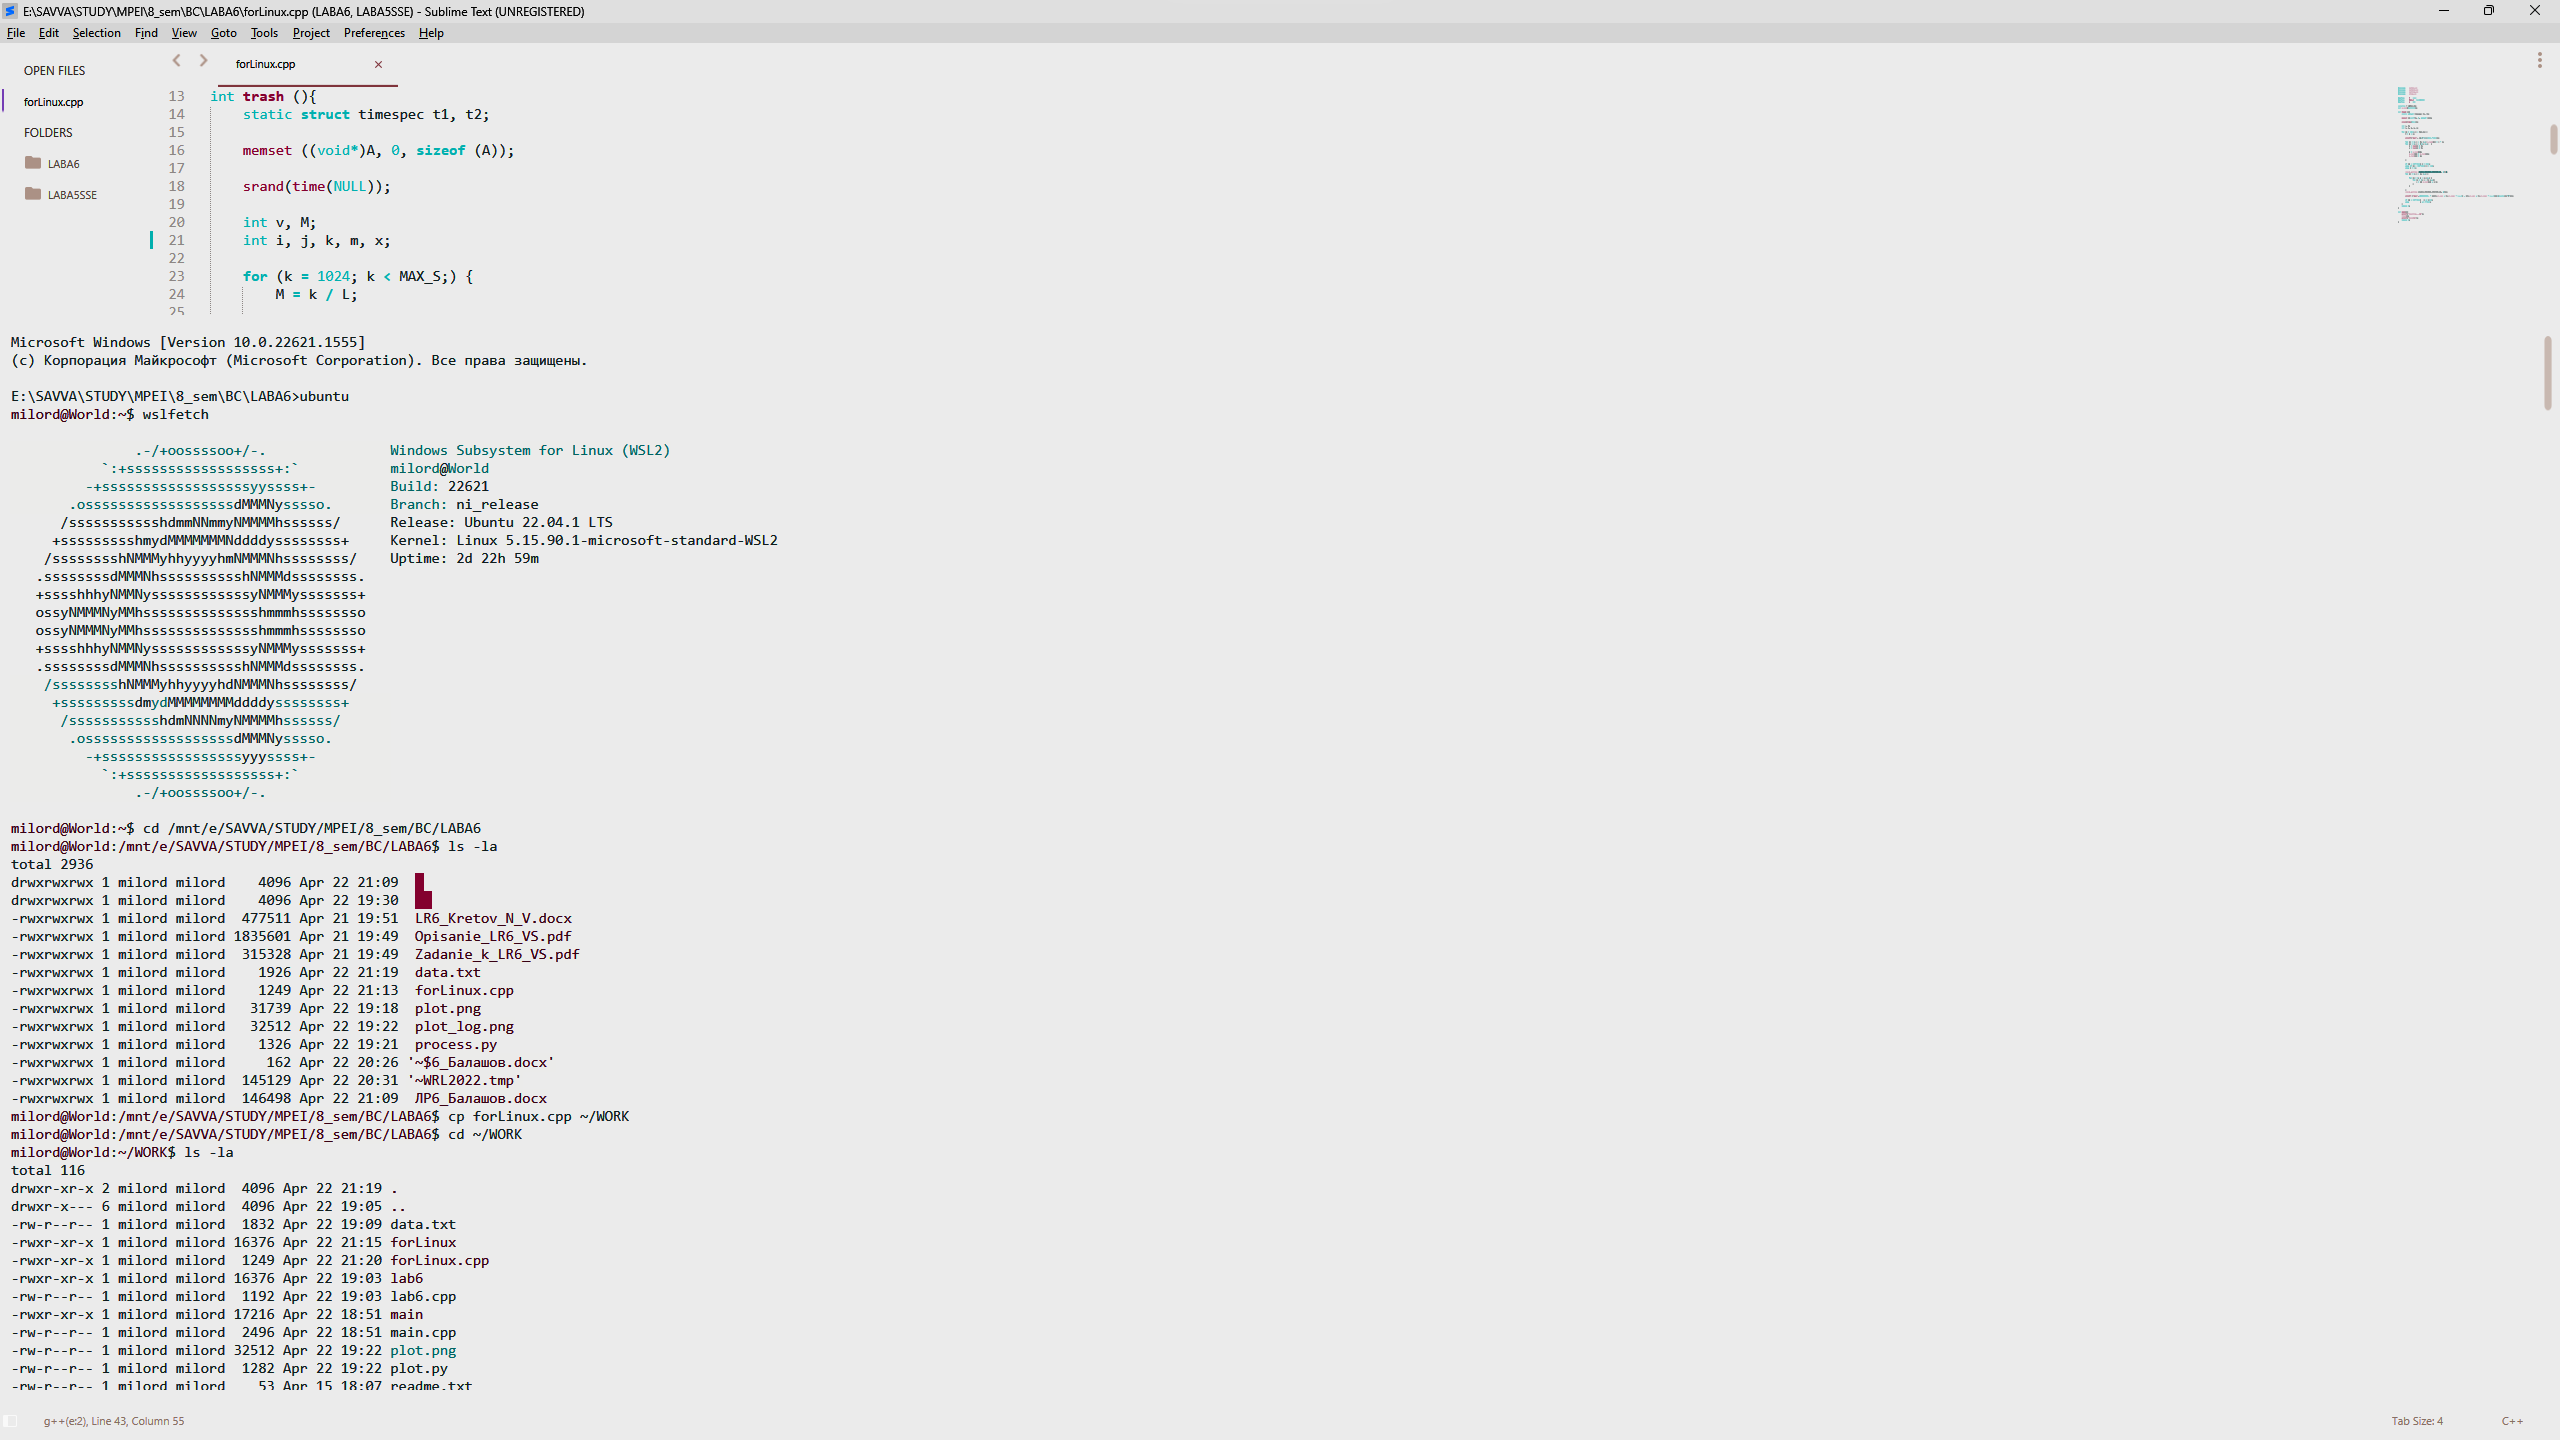 E:\SAVVA\STUDY\MPEI\8_sem\BC\LABA6\forLinux.cpp (LABA6, LABA5SSE) - Sublime Text (UNREGISTERED)
File Edit Selection Find View Goto Tools Project Preferences Help
OPEN FILES
forLinux.cpp
FOLDERS
LABA6
LABA5SSE
forLinux.cpp
13 int trash (){
14     static struct timespec t1, t2;
15
16     memset ((void*)A, 0, sizeof (A));
17
18     srand(time(NULL));
19
20     int v, M;
21     int i, j, k, m, x;
22
23     for (k = 1024; k < MAX_S;) {
24         M = k / L;
25
Microsoft Windows [Version 10.0.22621.1555]
(c) Корпорация Майкрософт (Microsoft Corporation). Все права защищены.
E:\SAVVA\STUDY\MPEI\8_sem\BC\LABA6>ubuntu
milord@World:~$ wslfetch
.-/+oossssoo+/-. Windows Subsystem for Linux (WSL2)
`:+ssssssssssssssssss+:` milord@World
-+ssssssssssssssssssyyssss+- Build: 22621
.ossssssssssssssssssdMMMNysssso. Branch: ni_release
/ssssssssssshdmmNNmmyNMMMMhssssss/ Release: Ubuntu 22.04.1 LTS
+ssssssssshmydMMMMMMMNddddyssssssss+ Kernel: Linux 5.15.90.1-microsoft-standard-WSL2
/sssssssshNMMMyhhyyyyhmNMMMNhssssssss/ Uptime: 2d 22h 59m
.ssssssssdMMMNhsssssssssshNMMMdssssssss.
+sssshhhyNMMNyssssssssssssyNMMMysssssss+
ossyNMMMNyMMhsssssssssssssshmmmhssssssso
ossyNMMMNyMMhsssssssssssssshmmmhssssssso
+sssshhhyNMMNyssssssssssssyNMMMysssssss+
.ssssssssdMMMNhsssssssssshNMMMdssssssss.
/sssssssshNMMMyhhyyyyhdNMMMNhssssssss/
+sssssssssdmydMMMMMMMMddddyssssssss+
/ssssssssssshdmNNNNmyNMMMMhssssss/
.ossssssssssssssssssdMMMNysssso.
-+sssssssssssssssssyyyssss+-
`:+ssssssssssssssssss+:`
.-/+oossssoo+/-.
milord@World:~$ cd /mnt/e/SAVVA/STUDY/MPEI/8_sem/BC/LABA6
milord@World:/mnt/e/SAVVA/STUDY/MPEI/8_sem/BC/LABA6$ ls -la
total 2936
drwxrwxrwx 1 milord milord    4096 Apr 22 21:09
drwxrwxrwx 1 milord milord    4096 Apr 22 19:30
-rwxrwxrwx 1 milord milord  477511 Apr 21 19:51  LR6_Kretov_N_V.docx
-rwxrwxrwx 1 milord milord 1835601 Apr 21 19:49  Opisanie_LR6_VS.pdf
-rwxrwxrwx 1 milord milord  315328 Apr 21 19:49  Zadanie_k_LR6_VS.pdf
-rwxrwxrwx 1 milord milord    1926 Apr 22 21:19  data.txt
-rwxrwxrwx 1 milord milord    1249 Apr 22 21:13  forLinux.cpp
-rwxrwxrwx 1 milord milord   31739 Apr 22 19:18  plot.png
-rwxrwxrwx 1 milord milord   32512 Apr 22 19:22  plot_log.png
-rwxrwxrwx 1 milord milord    1326 Apr 22 19:21  process.py
-rwxrwxrwx 1 milord milord     162 Apr 22 20:26 '~$6_Балашов.docx'
-rwxrwxrwx 1 milord milord  145129 Apr 22 20:31 '~WRL2022.tmp'
-rwxrwxrwx 1 milord milord  146498 Apr 22 21:09  ЛР6_Балашов.docx
milord@World:/mnt/e/SAVVA/STUDY/MPEI/8_sem/BC/LABA6$ cp forLinux.cpp ~/WORK
milord@World:/mnt/e/SAVVA/STUDY/MPEI/8_sem/BC/LABA6$ cd ~/WORK
milord@World:~/WORK$ ls -la
total 116
drwxr-xr-x 2 milord milord  4096 Apr 22 21:19 .
drwxr-x--- 6 milord milord  4096 Apr 22 19:05 ..
-rw-r--r-- 1 milord milord  1832 Apr 22 19:09 data.txt
-rwxr-xr-x 1 milord milord 16376 Apr 22 21:15 forLinux
-rwxr-xr-x 1 milord milord  1249 Apr 22 21:20 forLinux.cpp
-rwxr-xr-x 1 milord milord 16376 Apr 22 19:03 lab6
-rw-r--r-- 1 milord milord  1192 Apr 22 19:03 lab6.cpp
-rwxr-xr-x 1 milord milord 17216 Apr 22 18:51 main
-rw-r--r-- 1 milord milord  2496 Apr 22 18:51 main.cpp
-rw-r--r-- 1 milord milord 32512 Apr 22 19:22 plot.png
-rw-r--r-- 1 milord milord  1282 Apr 22 19:22 plot.py
-rw-r--r-- 1 milord milord    53 Apr 15 18:07 readme.txt
g++(e:2), Line 43, Column 55
Tab Size: 4
C++